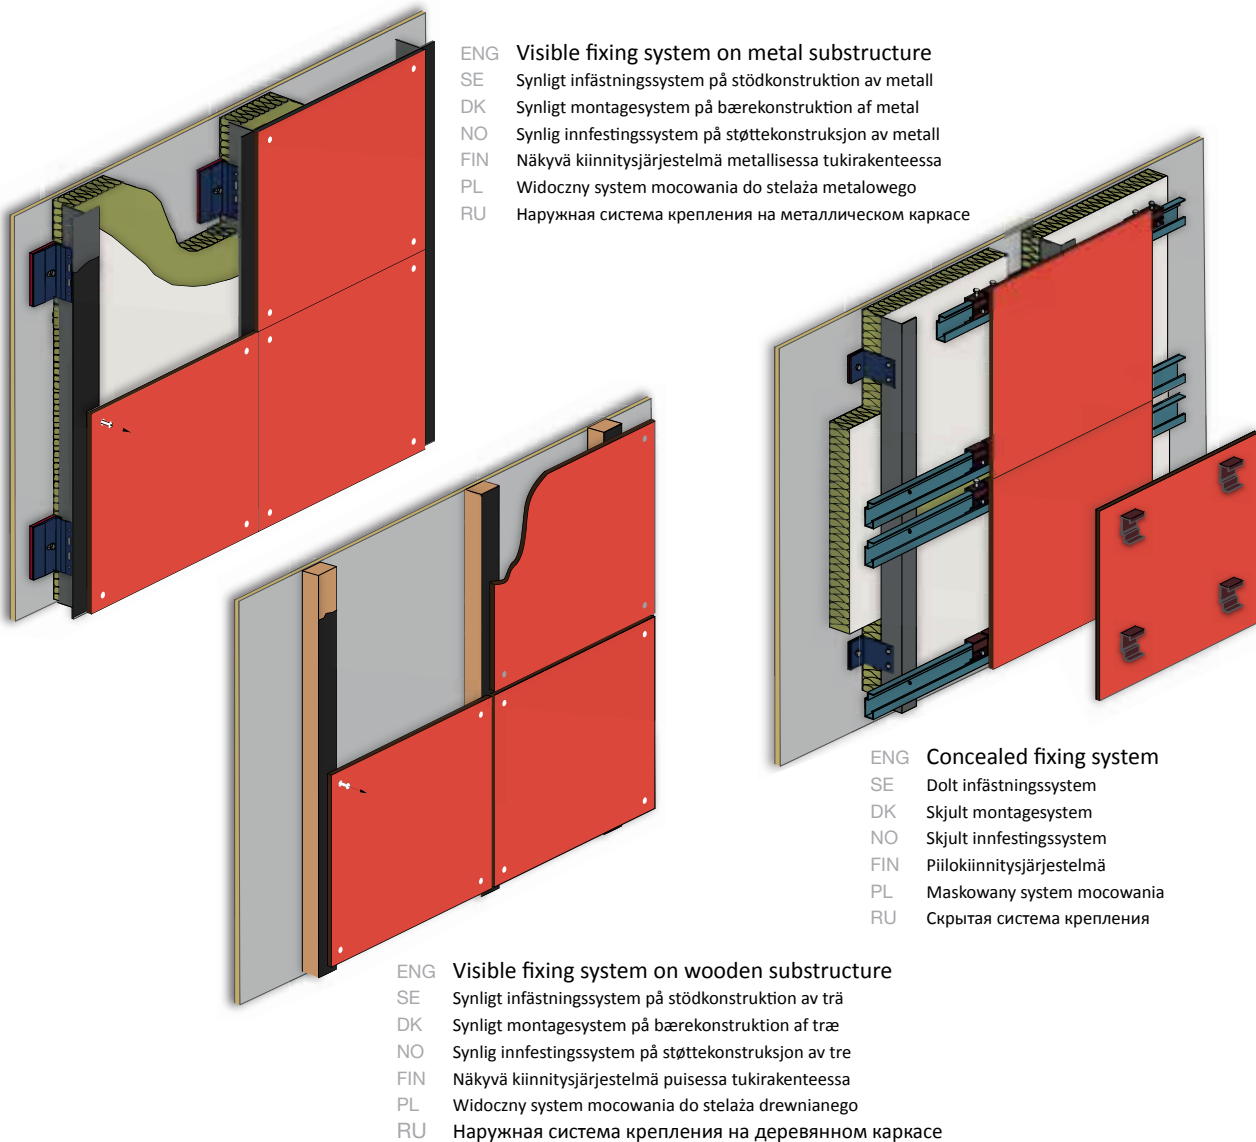 ENG Visible fixing system on metal substructure
SE Synligt infästningssystem på stödkonstruktion av metall
DK Synligt montagesystem på bærekonstruktion af metal
NO Synlig innfestingssystem på støttekonstruksjon av metall
FIN Näkyvä kiinnitysjärjestelmä metallisessa tukirakenteessa
PL Widoczny system mocowania do stelaża metalowego
RU Наружная система крепления на металлическом каркасе
ENG Concealed fixing system
SE Dolt infästningssystem
DK Skjult montagesystem
NO Skjult innfestingssystem
FIN Piilokiinnitysjärjestelmä
PL Maskowany system mocowania
RU Скрытая система крепления
ENG Visible fixing system on wooden substructure
SE Synligt infästningssystem på stödkonstruktion av trä
DK Synligt montagesystem på bærekonstruktion af træ
NO Synlig innfestingssystem på støttekonstruksjon av tre
FIN Näkyvä kiinnitysjärjestelmä puisessa tukirakenteessa
PL Widoczny system mocowania do stelaża drewnianego
RU Наружная система крепления на деревянном каркасе